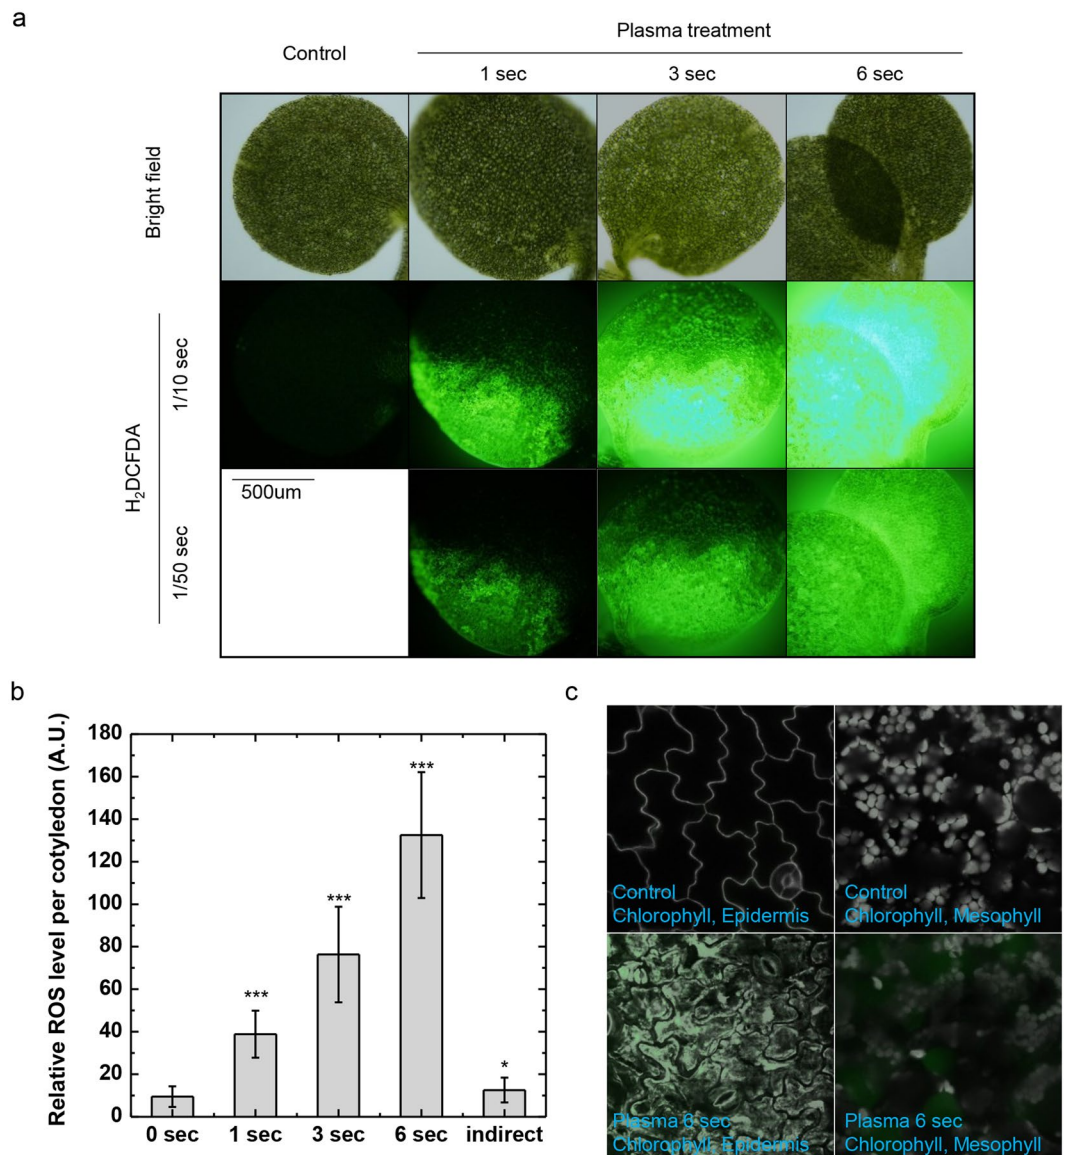 a
Control
Plasma treatment
1 sec
3 sec
6 sec
Bright field
H₂DCFDA
1/10 sec
500um
1/50 sec
b
Relative ROS level per cotyledon (A.U.)
180
160
140
120
100
80
60
40
20
0
***
***
***
*
0 sec
1 sec
3 sec
6 sec
indirect
c
Control
Chlorophyll, Epidermis
Control
Chlorophyll, Mesophyll
Plasma 6 sec
Chlorophyll, Epidermis
Plasma 6 sec
Chlorophyll, Mesophyll